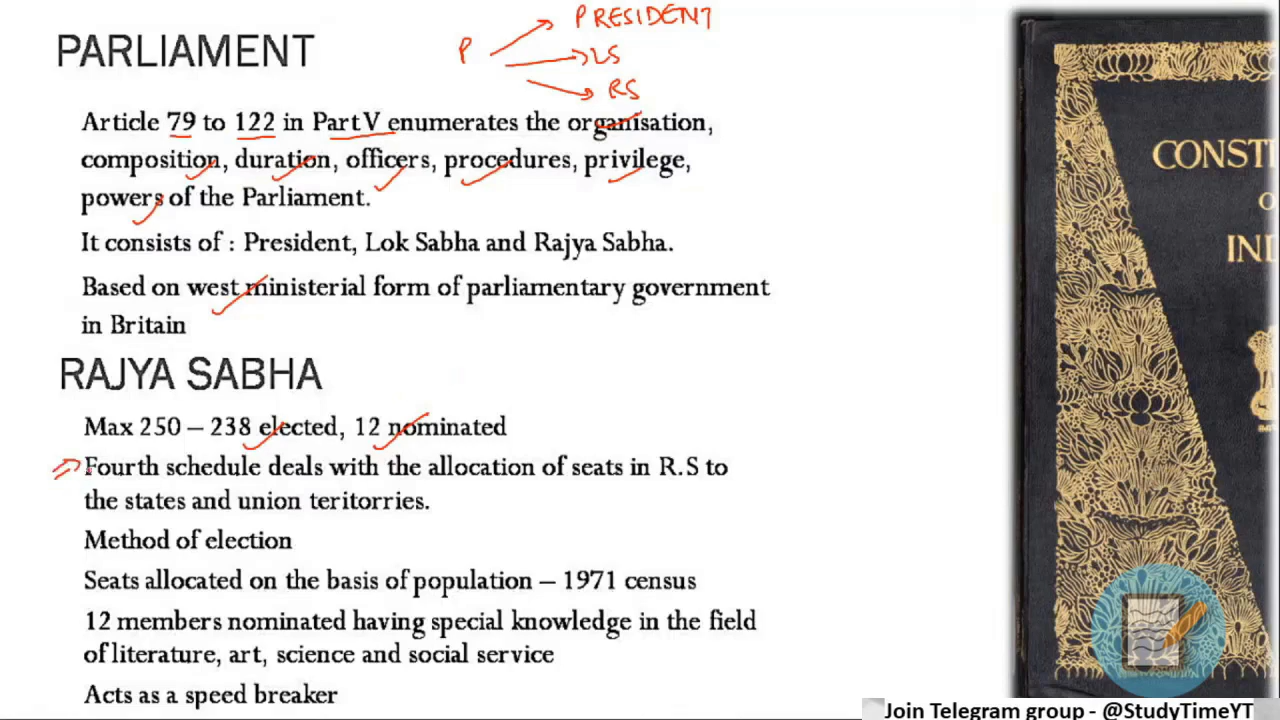 PRESIDENT
PARLIAMENT
P
LS
RS
Article 79 to 122 in Part V enumerates the organisation,
composition, duration, officers, procedures, privilege,
powers of the Parliament.
It consists of : President, Lok Sabha and Rajya Sabha.
Based on west ministerial form of parliamentary government
in Britain
RAJYA SABHA
Max 250 – 238 elected, 12 nominated
Fourth schedule deals with the allocation of seats in R.S to
the states and union teritorries.
Method of election
Seats allocated on the basis of population – 1971 census
12 members nominated having special knowledge in the field
of literature, art, science and social service
Acts as a speed breaker
CONST
O
IND
Join Telegram group - @StudyTimeYT